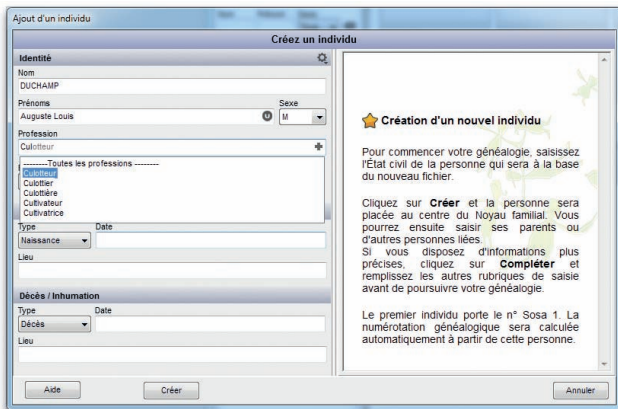 Ajout d'un individu
Créez un individu
Identité
Nom
DUCHAMP
Prénoms
Sexe
Auguste Louis
M
Profession
Culotteur
--------Toutes les professions --------
Culotteur
Culottier
Culottière
Cultivateur
Cultivatrice
Type
Date
Naissance
Lieu
Décès / Inhumation
Type
Date
Décès
Lieu
Aide
Créer
Création d'un nouvel individu
Pour commencer votre généalogie, saisissez
l'État civil de la personne qui sera à la base
du nouveau fichier.
Cliquez sur Créer et la personne sera
placée au centre du Noyau familial. Vous
pourrez ensuite saisir ses parents ou
d'autres personnes liées.
Si vous disposez d'informations plus
précises, cliquez sur Compléter et
remplissez les autres rubriques de saisie
avant de poursuivre votre généalogie.
Le premier individu porte le n° Sosa 1. La
numérotation généalogique sera calculée
automatiquement à partir de cette personne.
Annuler